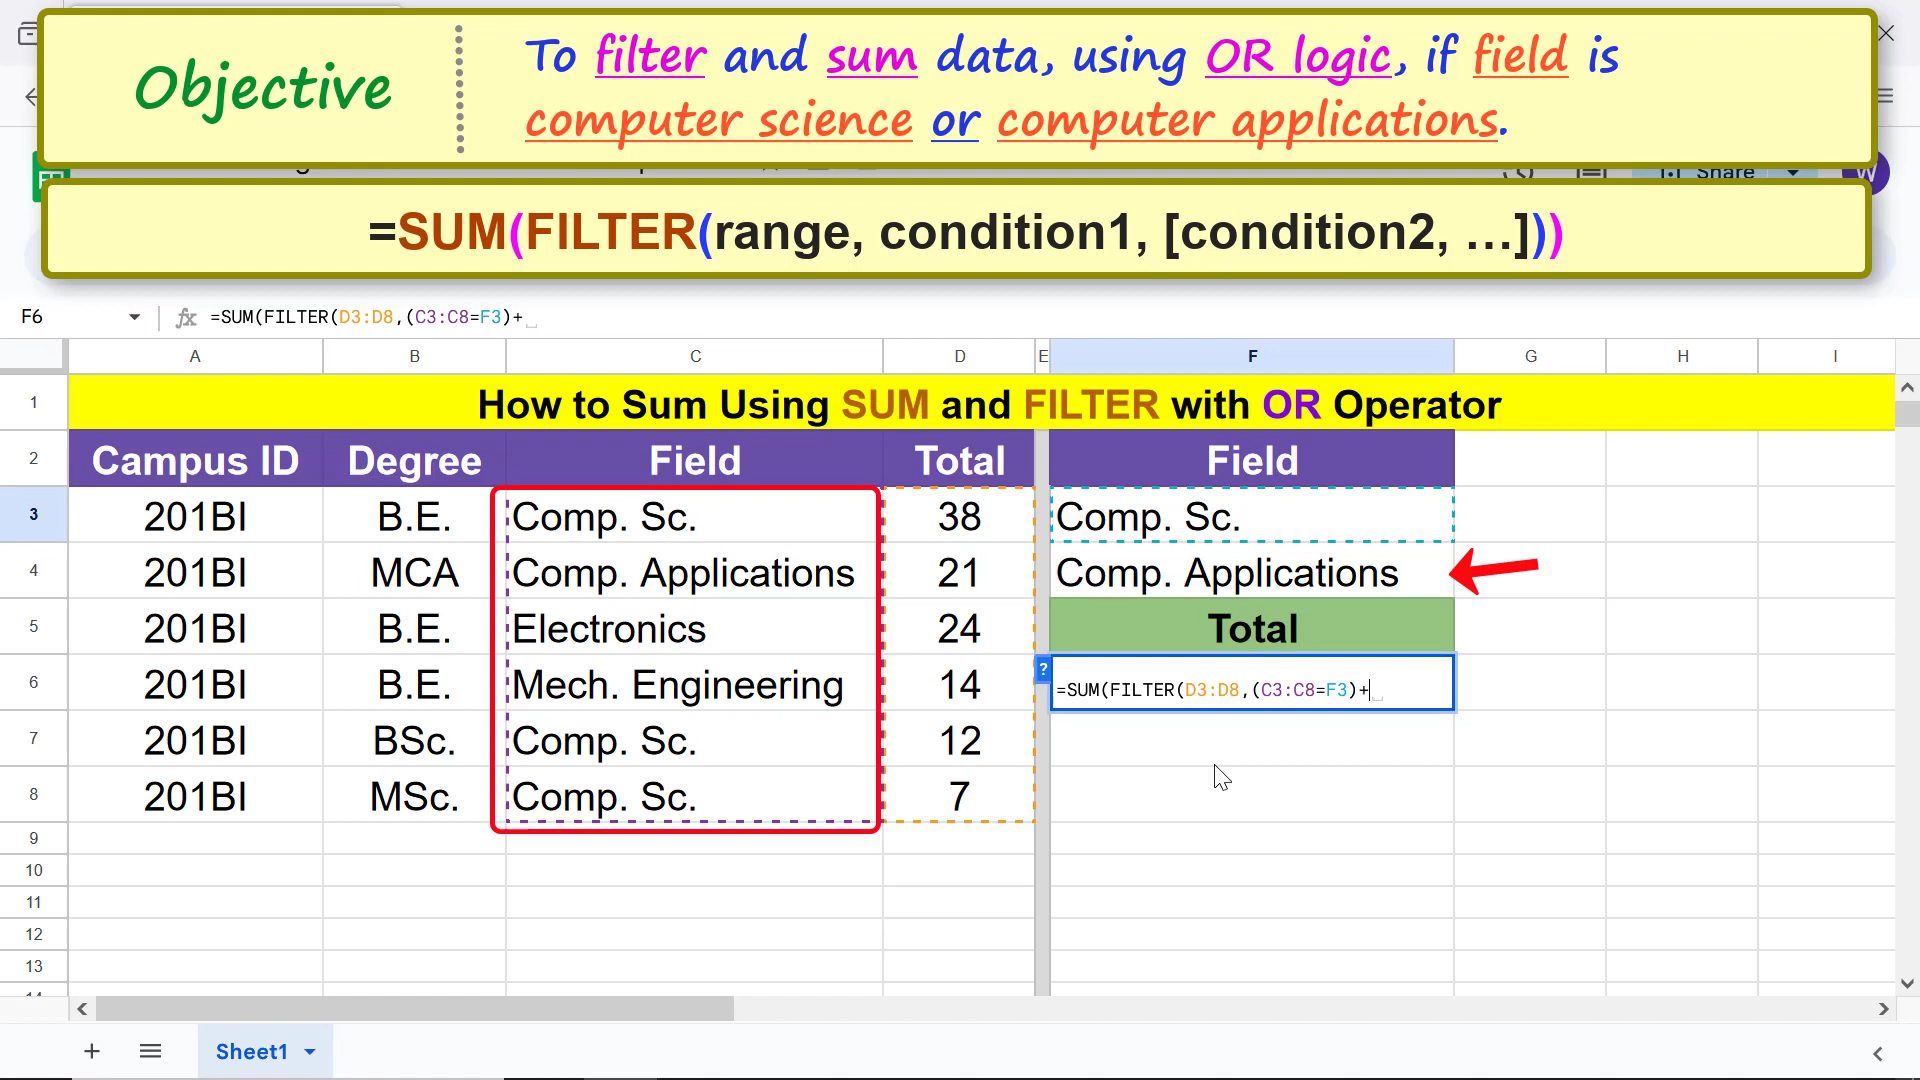 Objective
To filter and sum data, using OR logic, if field is
computer science or computer applications.
Share
W
=SUM(FILTER(range, condition1, [condition2, …]))
F6
fx =SUM(FILTER(D3:D8,(C3:C8=F3)+
A B C D E F G H I
1 How to Sum Using SUM and FILTER with OR Operator
2 Campus ID Degree Field Total Field
3 201BI B.E. Comp. Sc. 38 Comp. Sc.
4 201BI MCA Comp. Applications 21 Comp. Applications
5 201BI B.E. Electronics 24 Total
6 201BI B.E. Mech. Engineering 14 ? =SUM(FILTER(D3:D8,(C3:C8=F3)+
7 201BI BSc. Comp. Sc. 12
8 201BI MSc. Comp. Sc. 7
9
10
11
12
13
Sheet1